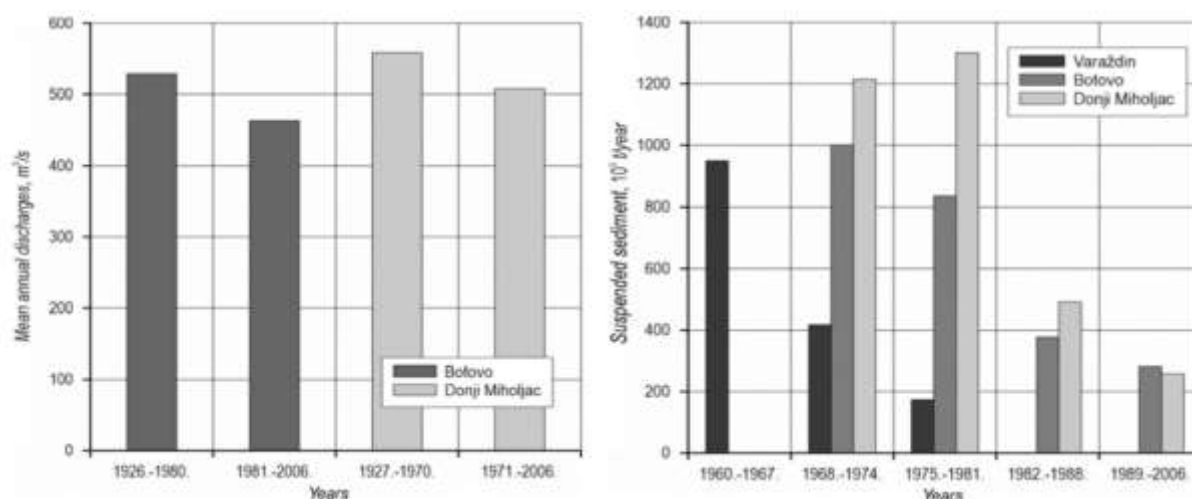 600
500
400
300
200
100
0
Mean annual discharges, m³/s
Botovo
Donji Miholjac
1926.-1980.
1981.-2006.
1927.-1970.
1971.-2006.
Years
1400
1200
1000
800
600
400
200
0
Suspended sediment, 10³ t/year
Varaždin
Botovo
Donji Miholjac
1960.-1967.
1968.-1974.
1975.-1981.
1982.-1988.
1989.-2006.
Years